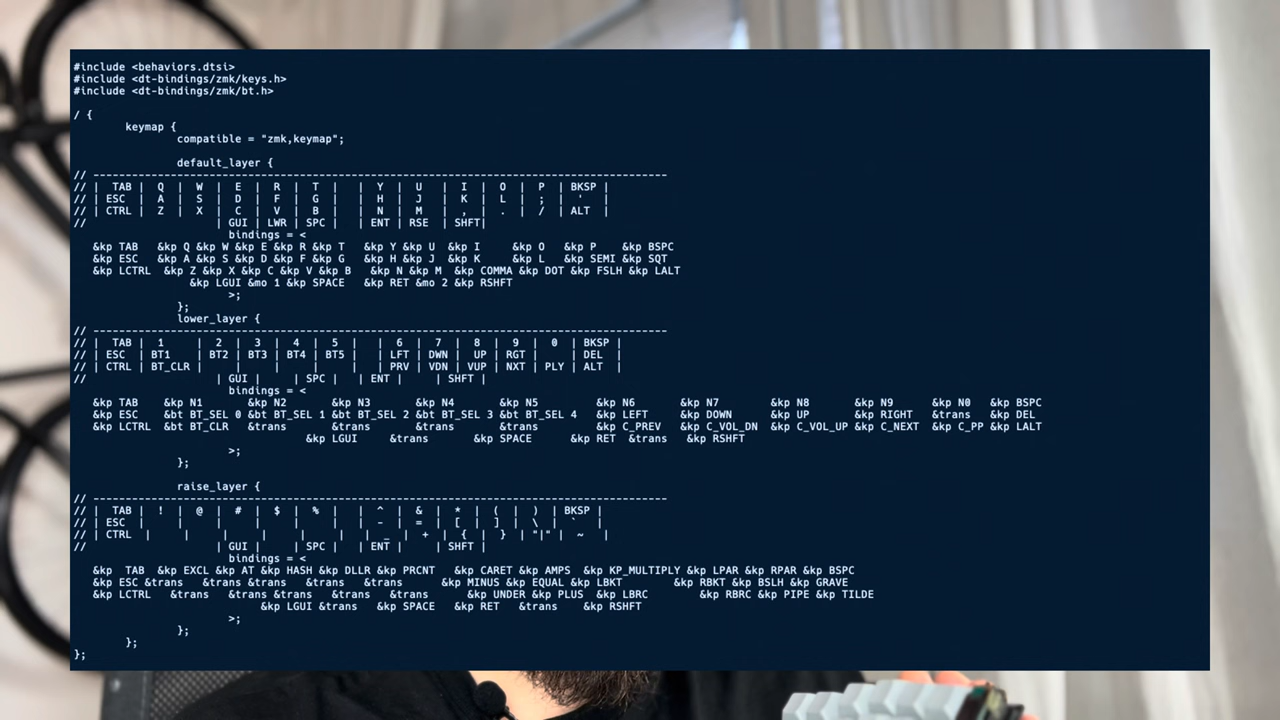 #include <behaviors.dtsi>
#include <dt-bindings/zmk/keys.h>
#include <dt-bindings/zmk/bt.h>
/ {
keymap {
compatible = "zmk,keymap";
default_layer {
// -----------------------------------------------------------------------------------------
// |  TAB |  Q  |  W  |  E  |  R  |  T  |   |  Y  |  U  |  I  |  O  |  P  | BKSP |
// | ESC  |  A  |  S  |  D  |  F  |  G  |   |  H  |  J  |  K  |  L  |  ;  |  '   |
// | CTRL |  Z  |  X  |  C  |  V  |  B  |   |  N  |  M  |  ,  |  .  |  /  | ALT  |
//                    | GUI | LWR | SPC |   | ENT | RSE  | SHFT|
bindings = <
&kp TAB   &kp Q &kp W &kp E &kp R &kp T   &kp Y &kp U  &kp I     &kp O   &kp P    &kp BSPC
&kp ESC   &kp A &kp S &kp D &kp F &kp G   &kp H &kp J  &kp K     &kp L   &kp SEMI &kp SQT
&kp LCTRL  &kp Z &kp X &kp C &kp V &kp B   &kp N &kp M  &kp COMMA &kp DOT &kp FSLH &kp LALT
&kp LGUI &mo 1 &kp SPACE   &kp RET &mo 2 &kp RSHFT
>;
};
lower_layer {
// -----------------------------------------------------------------------------------------
// |  TAB |  1     |  2  |  3  |  4  |  5  |   |  6  |  7  |  8  |  9  |  0  | BKSP |
// | ESC  | BT1    | BT2 | BT3 | BT4 | BT5 |   | LFT | DWN |  UP | RGT |     | DEL  |
// | CTRL | BT_CLR |     |     |     |     |   | PRV | VDN | VUP | NXT | PLY | ALT  |
//                    | GUI |     | SPC |   | ENT |     | SHFT |
bindings = <
&kp TAB    &kp N1       &kp N2       &kp N3       &kp N4       &kp N5         &kp N6       &kp N7       &kp N8       &kp N9      &kp N0   &kp BSPC
&kp ESC    &bt BT_SEL 0 &bt BT_SEL 1 &bt BT_SEL 2 &bt BT_SEL 3 &bt BT_SEL 4   &kp LEFT     &kp DOWN      &kp UP       &kp RIGHT   &trans   &kp DEL
&kp LCTRL  &bt BT_CLR   &trans       &trans       &trans       &trans         &kp C_PREV   &kp C_VOL_DN  &kp C_VOL_UP &kp C_NEXT  &kp C_PP &kp LALT
&kp LGUI     &trans       &kp SPACE       &kp RET  &trans   &kp RSHFT
>;
};
raise_layer {
// -----------------------------------------------------------------------------------------
// |  TAB |  !  |  @  |  #  |  $  |  %  |   |  ^  |  &  |  *  |  (  |  )  | BKSP |
// | ESC  |     |     |     |     |     |   |  -  |  =  |  [  |  ]  |  \  |  `   |
// | CTRL  |     |     |     |     |     |   |  _  |  +  |  {  |  }  | "|" |  ~   |
//                    | GUI |     | SPC |   | ENT |     | SHFT |
bindings = <
&kp  TAB  &kp EXCL &kp AT &kp HASH &kp DLLR &kp PRCNT   &kp CARET &kp AMPS  &kp KP_MULTIPLY &kp LPAR &kp RPAR &kp BSPC
&kp ESC &trans   &trans &trans   &trans   &trans      &kp MINUS &kp EQUAL &kp LBKT        &kp RBKT &kp BSLH &kp GRAVE
&kp LCTRL   &trans   &trans &trans   &trans   &trans      &kp UNDER &kp PLUS  &kp LBRC        &kp RBRC &kp PIPE &kp TILDE
&kp LGUI &trans   &kp SPACE   &kp RET   &trans    &kp RSHFT
>;
};
};
};